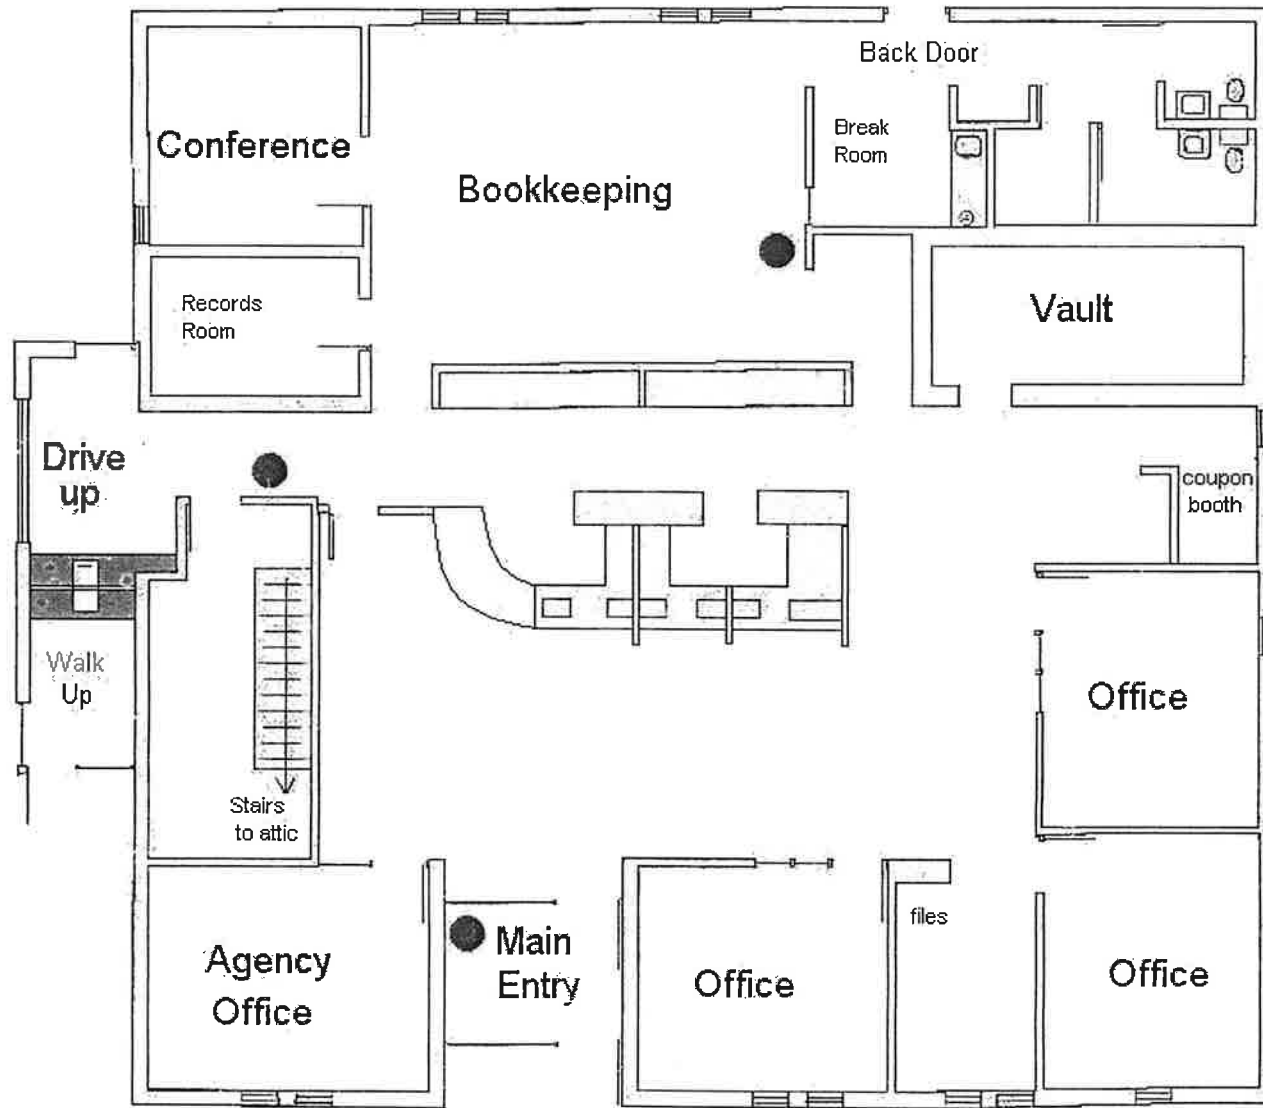 Back Door
Conference
Break
Room
Bookkeeping
Records
Room
Vault
Drive
up
coupon
booth
Walk
Up
Office
Stairs
to attic
files
Main
Entry
Agency
Office
Office
Office